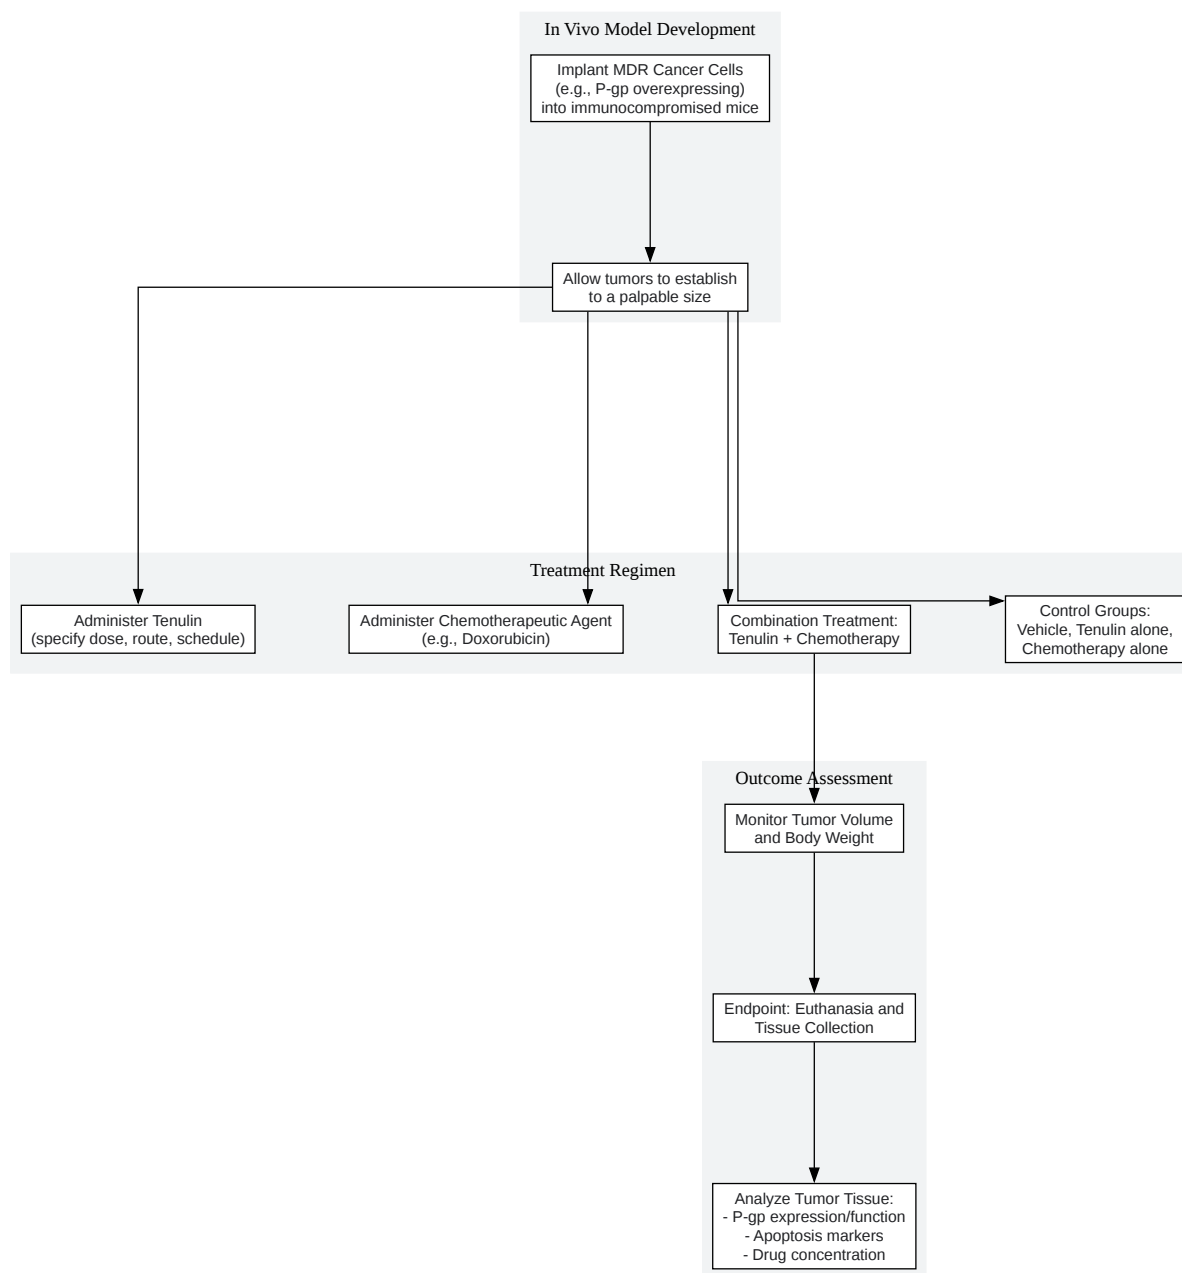 In Vivo Model Development
Implant MDR Cancer Cells
(e.g., P-gp overexpressing)
into immunocompromised mice
Allow tumors to establish
to a palpable size
Treatment Regimen
Administer Tenulin
(specify dose, route, schedule)
Administer Chemotherapeutic Agent
(e.g., Doxorubicin)
Combination Treatment:
Tenulin + Chemotherapy
Control Groups:
Vehicle, Tenulin alone,
Chemotherapy alone
Outcome Assessment
Monitor Tumor Volume
and Body Weight
Endpoint: Euthanasia and
Tissue Collection
Analyze Tumor Tissue:
- P-gp expression/function
- Apoptosis markers
- Drug concentration